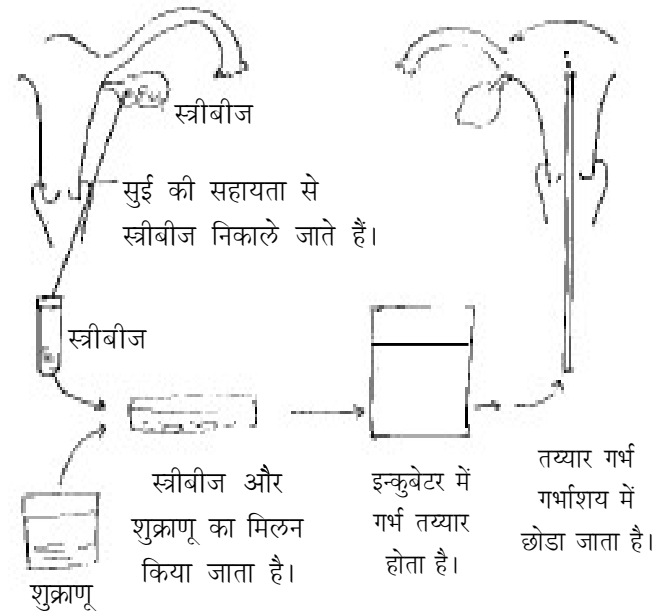 स्त्रीबीज
सुई की सहायता से
स्त्रीबीज निकाले जाते हैं।
स्त्रीबीज
शुक्राणू
स्त्रीबीज और
शुक्राणू का मिलन
किया जाता है।
इन्कुबेटर में
गर्भ तय्यार
होता है।
तय्यार गर्भ
गर्भाशय में
छोडा जाता है।